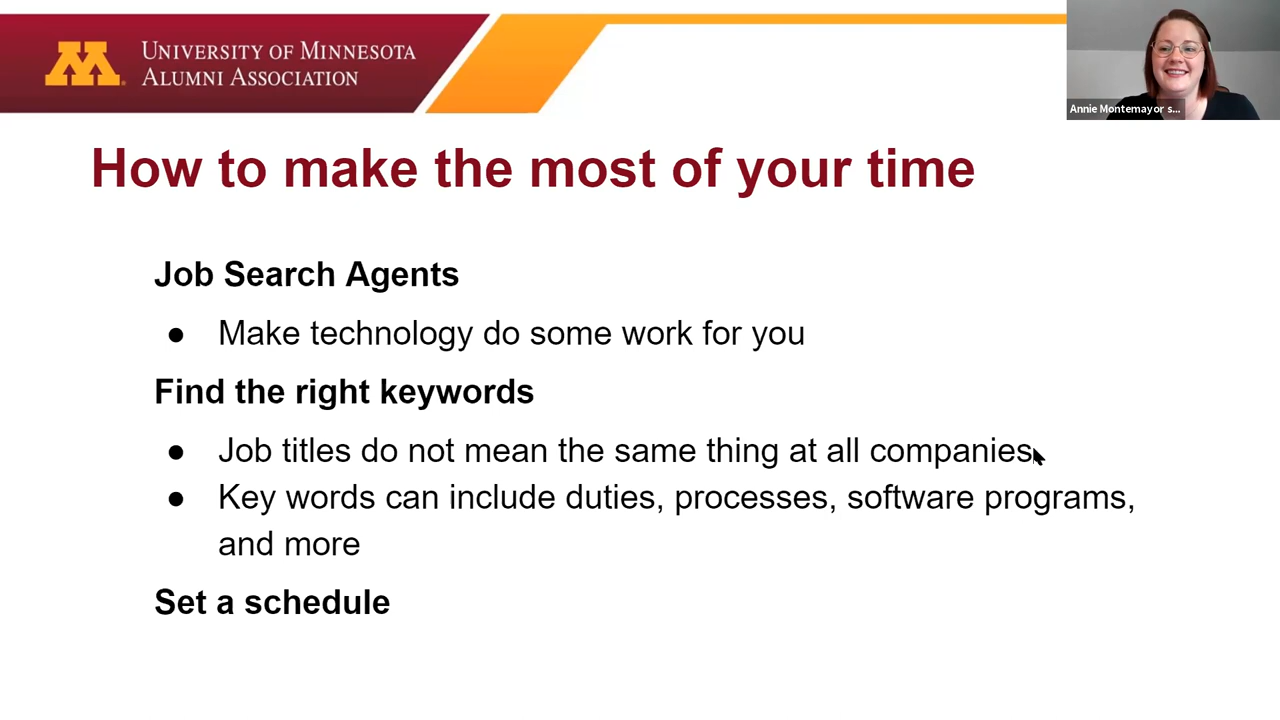 UNIVERSITY OF MINNESOTA
ALUMNI ASSOCIATION
Annie Montemayor s...
How to make the most of your time
Job Search Agents
● Make technology do some work for you
Find the right keywords
● Job titles do not mean the same thing at all companies
● Key words can include duties, processes, software programs,
and more
Set a schedule